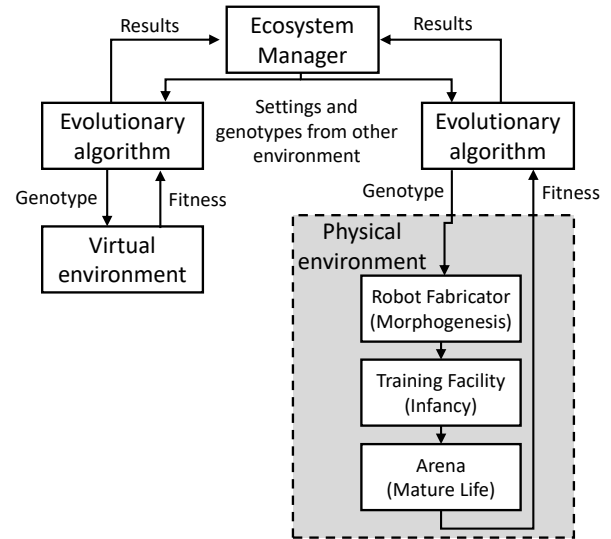 Results
Ecosystem
Manager
Results
Settings and
genotypes from other
environment
Evolutionary
algorithm
Evolutionary
algorithm
Genotype
Fitness
Genotype
Fitness
Virtual
environment
Physical
environment
Robot Fabricator
(Morphogenesis)
Training Facility
(Infancy)
Arena
(Mature Life)